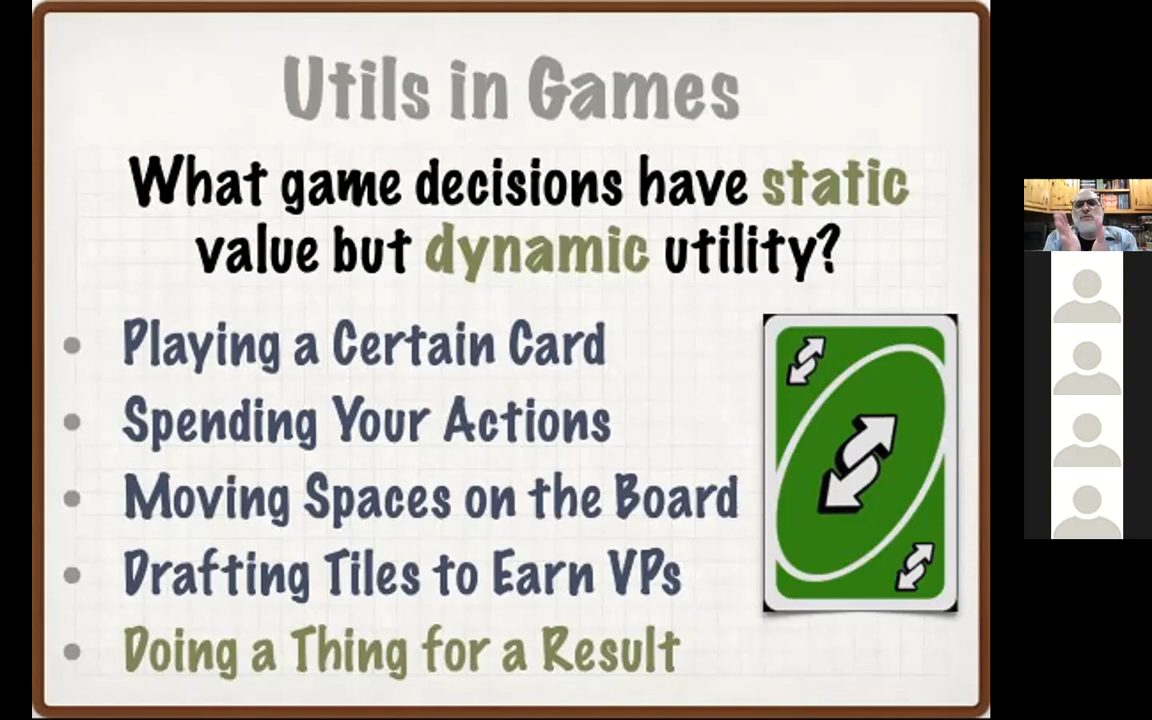 Utils in Games
What game decisions have static
value but dynamic utility?
Playing a Certain Card
Spending Your Actions
Moving Spaces on the Board
Drafting Tiles to Earn VPs
Doing a Thing for a Result